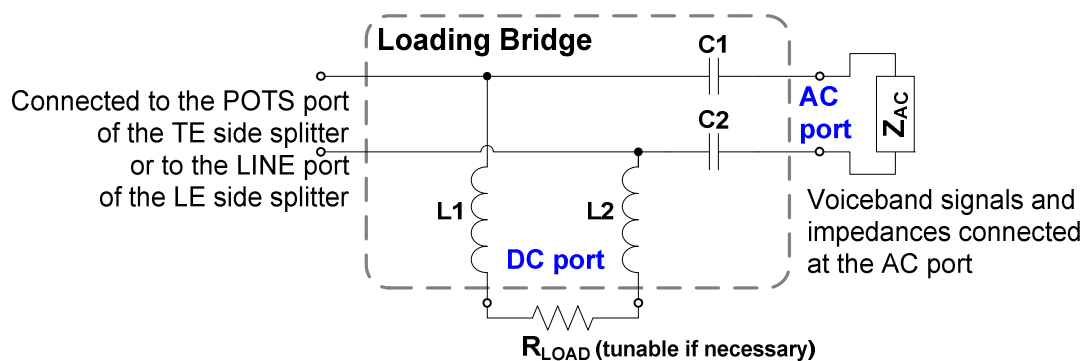 Loading Bridge
C1
Connected to the POTS port
of the TE side splitter
or to the LINE port
of the LE side splitter
AC
port
ZAC
C2
L1
L2
DC port
Voiceband signals and
impedances connected
at the AC port
RLOAD (tunable if necessary)